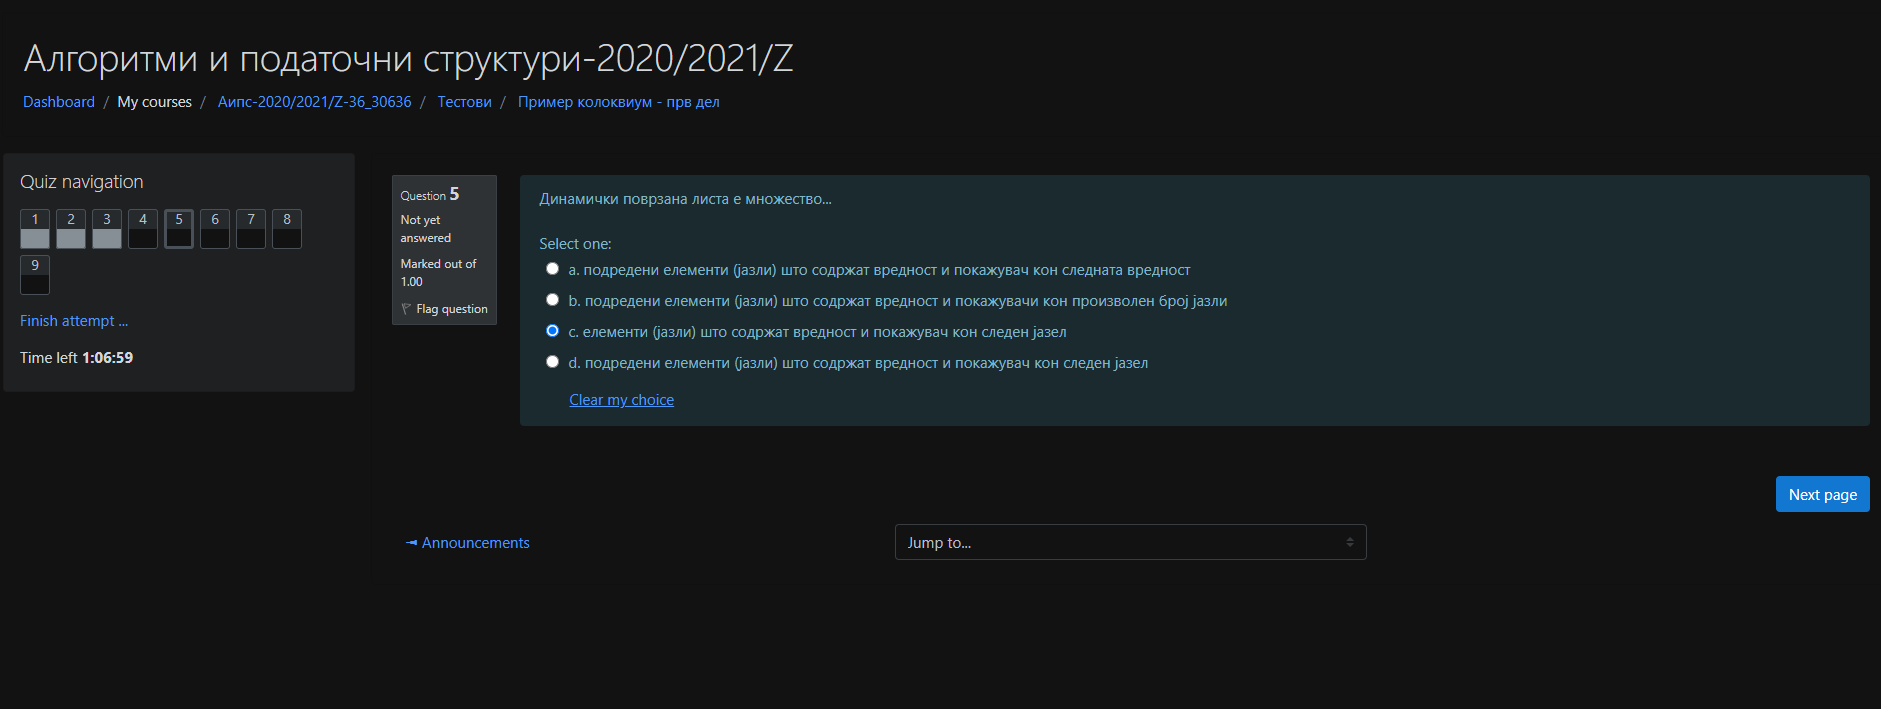 Алгоритми и податочни структури-2020/2021/Z
Dashboard / My courses / Аипс-2020/2021/Z-36_30636 / Тестови / Пример колоквиум - прв дел
Quiz navigation
1 2 3 4 5 6 7 8
9
Finish attempt ...
Time left 1:06:59
Question 5
Not yet
answered
Marked out of
1.00
Flag question
Динамички поврзана листа е множество...
Select one:
a. подредени елементи (јазли) што содржат вредност и покажувач кон следната вредност
b. подредени елементи (јазли) што содржат вредност и покажувачи кон произволен број јазли
c. елементи (јазли) што содржат вредност и покажувач кон следен јазел
d. подредени елементи (јазли) што содржат вредност и покажувач кон следен јазел
Clear my choice
Next page
◄ Announcements
Jump to...